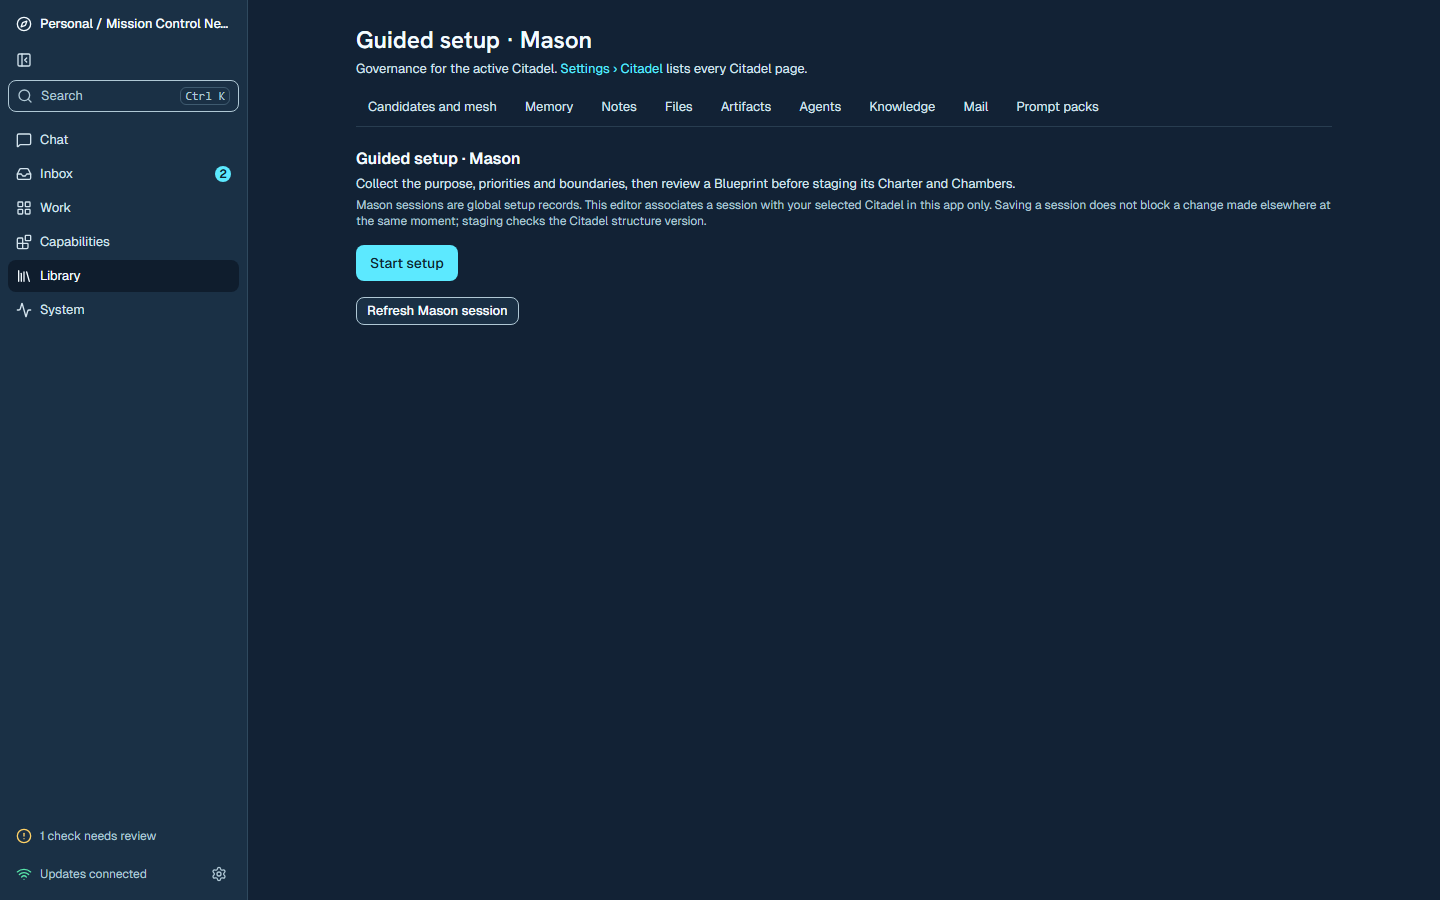 Personal / Mission Control Ne...
Search
Ctrl K
Chat
Inbox
2
Work
Capabilities
Library
System
1 check needs review
Updates connected
Guided setup · Mason
Governance for the active Citadel. Settings › Citadel lists every Citadel page.
Candidates and mesh
Memory
Notes
Files
Artifacts
Agents
Knowledge
Mail
Prompt packs
Guided setup · Mason
Collect the purpose, priorities and boundaries, then review a Blueprint before staging its Charter and Chambers.
Mason sessions are global setup records. This editor associates a session with your selected Citadel in this app only. Saving a session does not block a change made elsewhere at
the same moment; staging checks the Citadel structure version.
Start setup
Refresh Mason session